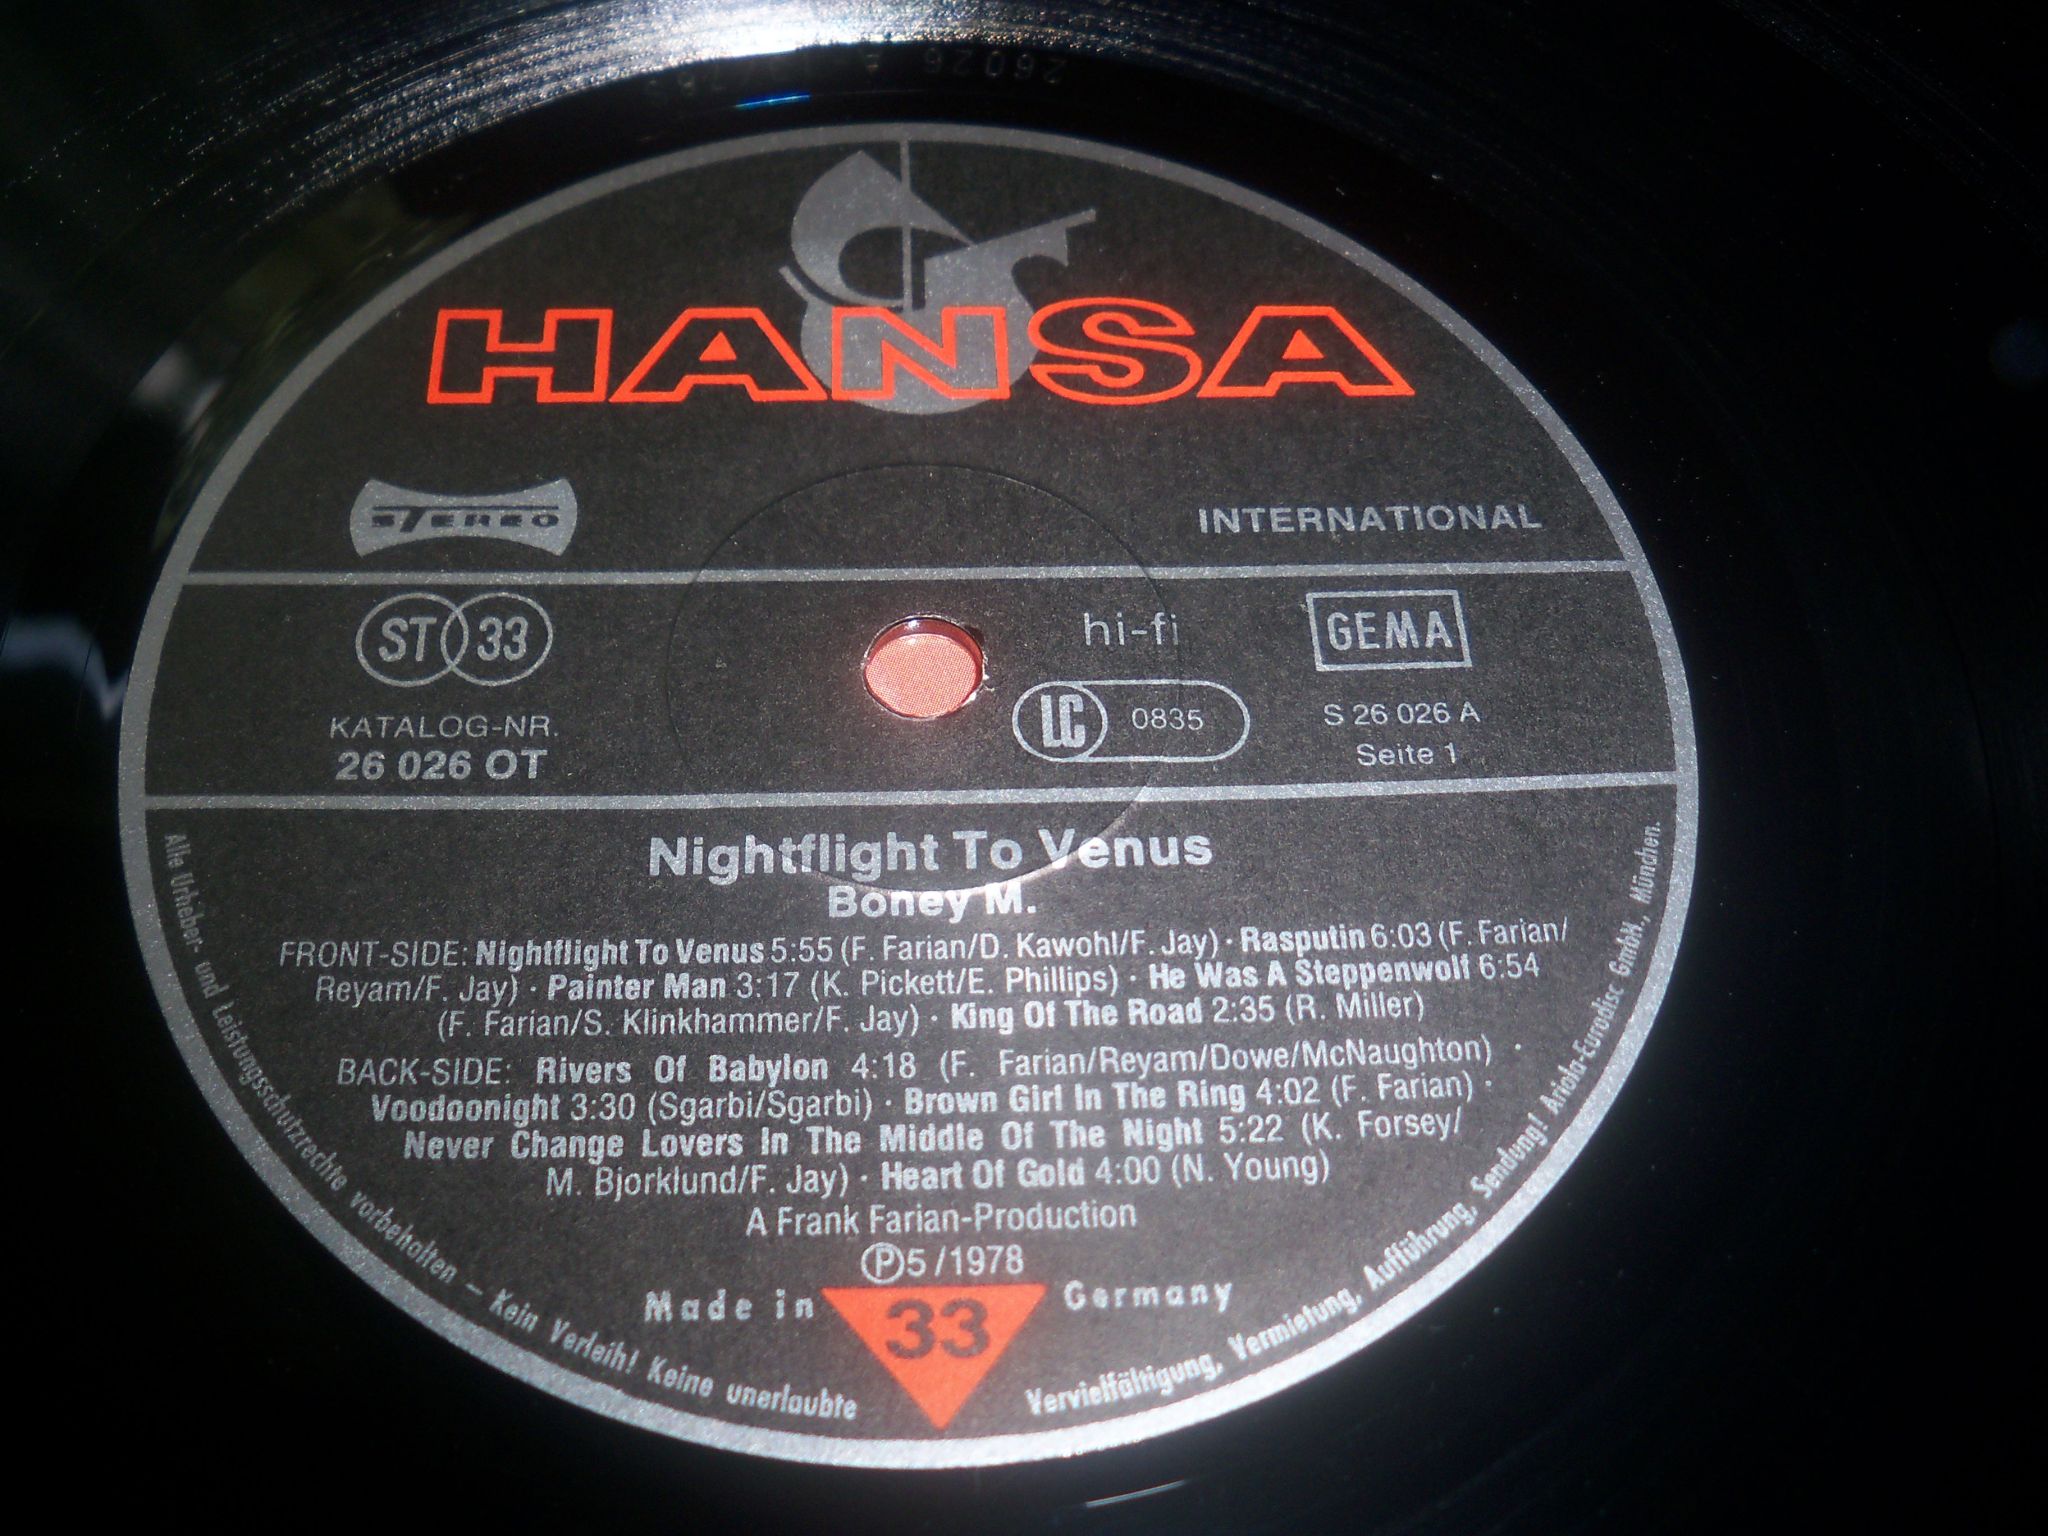 HANSA
STEREO
INTERNATIONAL
ST 33
hi-fi
GEMA
KATALOG-NR.
26 026 OT
LC 0835
S 26 026 A
Seite 1
Nightflight To Venus
Boney M.
FRONT-SIDE: Nightflight To Venus 5:55 (F. Farian/D. Kawohl/F. Jay) · Rasputin 6:03 (F. Farian/
Reyam/F. Jay) · Painter Man 3:17 (K. Pickett/E. Phillips) · He Was A Steppenwolf 6:54
(F. Farian/S. Klinkhammer/F. Jay) · King Of The Road 2:35 (R. Miller)
BACK-SIDE: Rivers Of Babylon 4:18 (F. Farian/Reyam/Dowe/McNaughton) ·
Voodoonight 3:30 (Sgarbi/Sgarbi) · Brown Girl In The Ring 4:02 (F. Farian) ·
Never Change Lovers In The Middle Of The Night 5:22 (K. Forsey/
M. Bjorklund/F. Jay) · Heart Of Gold 4:00 (N. Young)
A Frank Farian-Production
Ⓟ 5/1978
Made in 33 Germany
Alle Urheber- und Leistungsschutzrechte vorbehalten – Kein Verleih! Keine unerlaubte Vervielfältigung, Vermietung, Aufführung, Sendung! Ariola-Eurodisc GmbH., München.